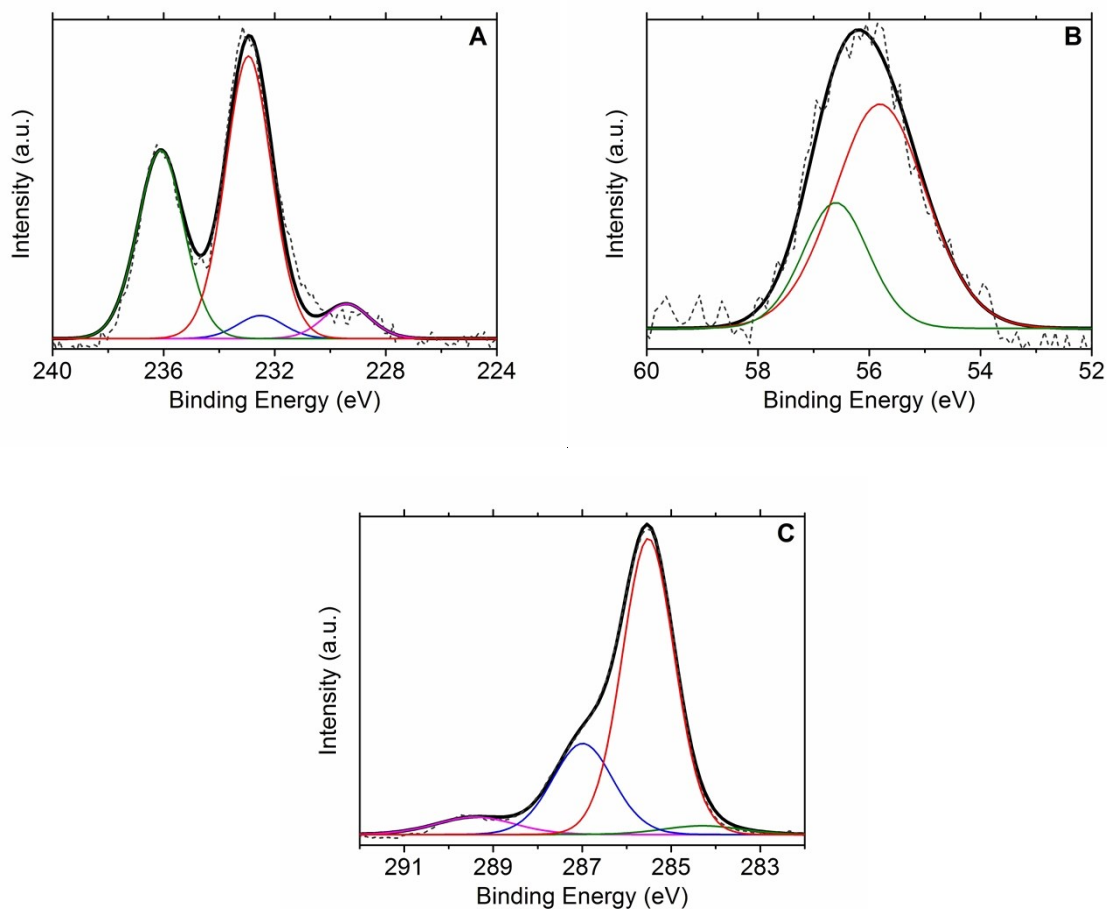 A
Intensity (a.u.)
240 236 232 228 224
Binding Energy (eV)
B
Intensity (a.u.)
60 58 56 54 52
Binding Energy (eV)
C
Intensity (a.u.)
291 289 287 285 283
Binding Energy (eV)